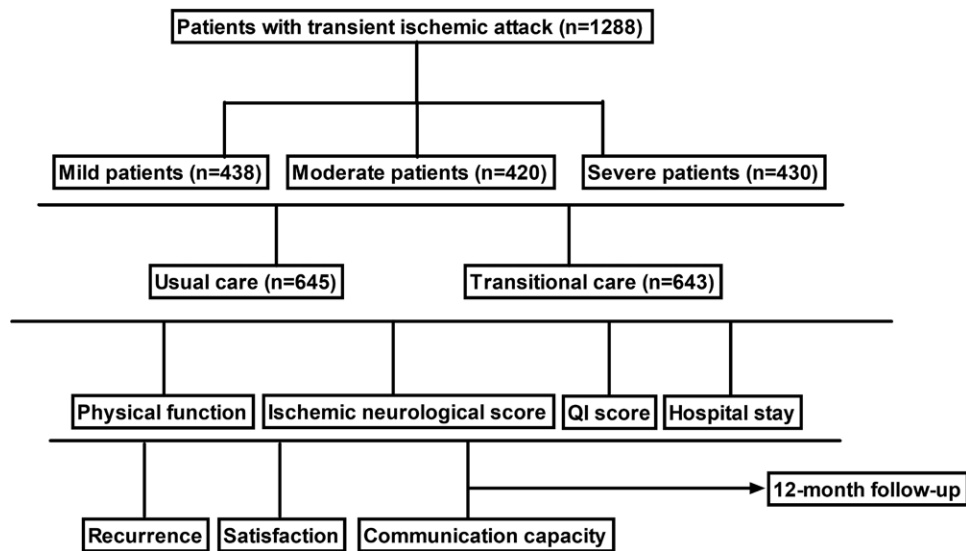 Patients with transient ischemic attack (n=1288)
Mild patients (n=438)
Moderate patients (n=420)
Severe patients (n=430)
Usual care (n=645)
Transitional care (n=643)
Physical function
Ischemic neurological score
QI score
Hospital stay
12-month follow-up
Recurrence
Satisfaction
Communication capacity